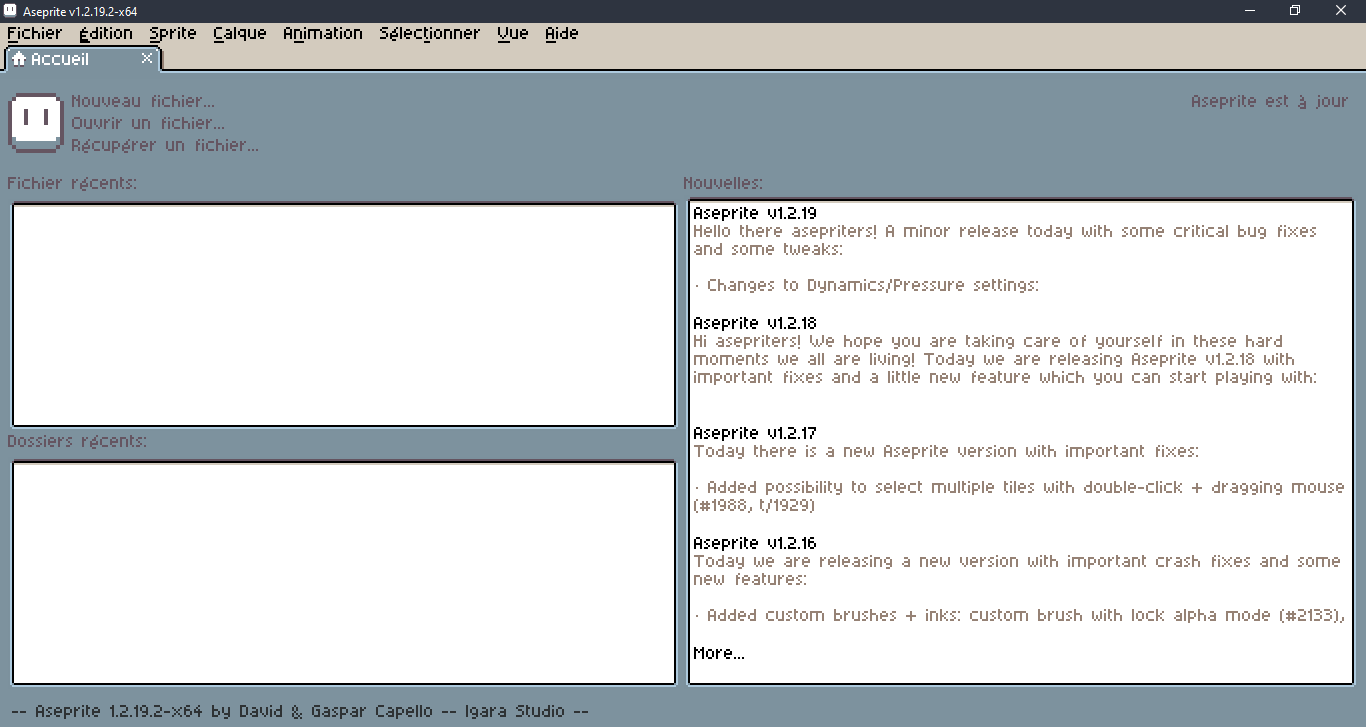 Aseprite v1.2.19.2-x64
Fichier Édition Sprite Calque Animation Sélectionner Vue Aide
Accueil
Nouveau fichier...
Ouvrir un fichier...
Récupérer un fichier...
Aseprite est à jour
Fichier récents:
Dossiers récents:
Nouvelles:
Aseprite v1.2.19
Hello there asepriters! A minor release today with some critical bug fixes
and some tweaks:
· Changes to Dynamics/Pressure settings:
Aseprite v1.2.18
Hi asepriters! We hope you are taking care of yourself in these hard
moments we all are living! Today we are releasing Aseprite v1.2.18 with
important fixes and a little new feature which you can start playing with:
Aseprite v1.2.17
Today there is a new Aseprite version with important fixes:
· Added possibility to select multiple tiles with double-click + dragging mouse
(#1988, t/1929)
Aseprite v1.2.16
Today we are releasing a new version with important crash fixes and some
new features:
· Added custom brushes + inks: custom brush with lock alpha mode (#2133),
More...
-- Aseprite 1.2.19.2-x64 by David & Gaspar Capello -- Igara Studio --